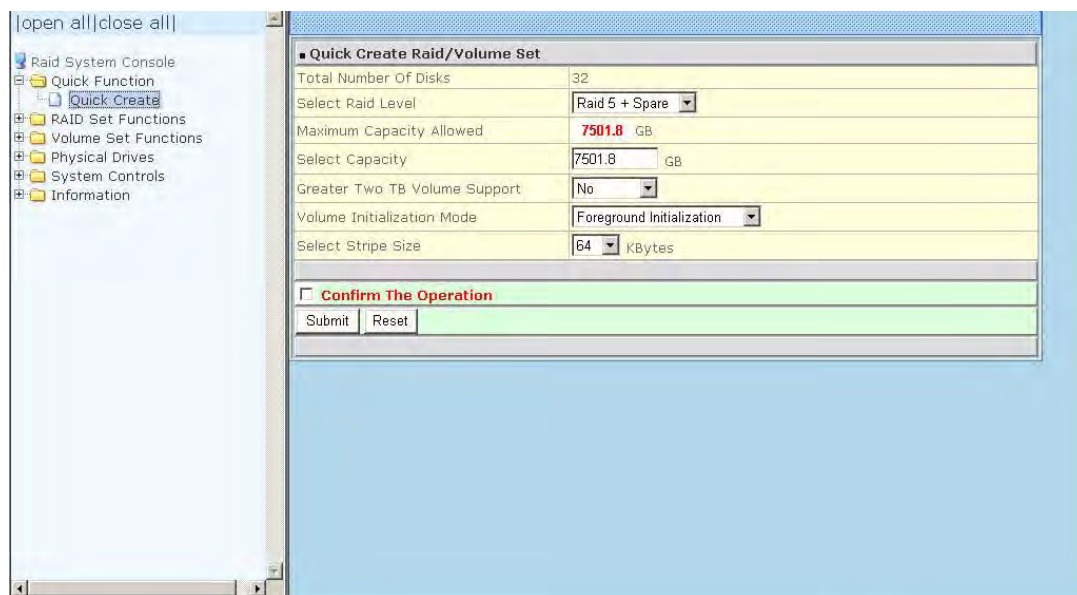 |open all|close all|
Raid System Console
Quick Function
Quick Create
RAID Set Functions
Volume Set Functions
Physical Drives
System Controls
Information
Quick Create Raid/Volume Set
Total Number Of Disks 32
Select Raid Level Raid 5 + Spare
Maximum Capacity Allowed 7501.8 GB
Select Capacity 7501.8 GB
Greater Two TB Volume Support No
Volume Initialization Mode Foreground Initialization
Select Stripe Size 64 KBytes
Confirm The Operation
Submit Reset